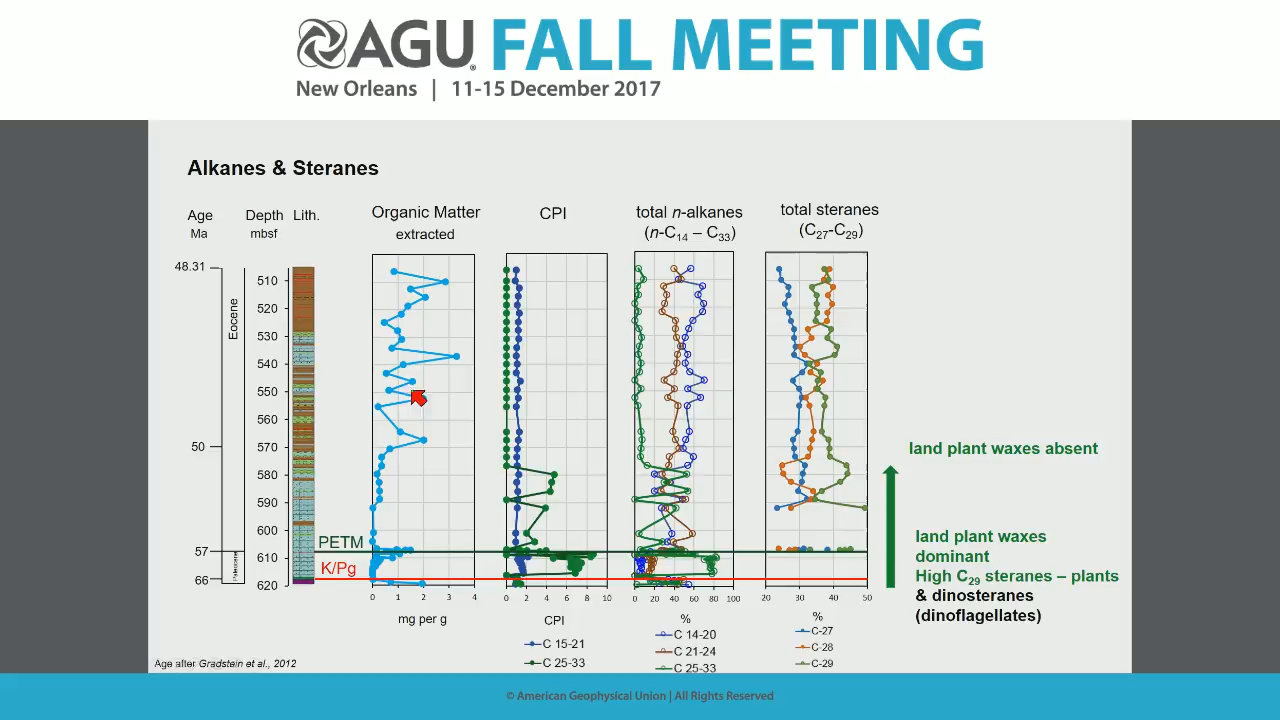 AGU FALL MEETING
New Orleans | 11-15 December 2017
Alkanes & Steranes
Age
Ma
Depth
mbsf
Lith.
Organic Matter
extracted
CPI
total n-alkanes
(n-C14 – C33)
total steranes
(C27-C29)
48.31
50
57
66
Eocene
Paleocene
510
520
530
540
550
560
570
580
590
600
610
620
PETM
K/Pg
0 1 2 3 4
0 2 4 6 8 10
0 20 40 60 80 100
20 30 40 50
mg per g
CPI
%
%
C 15-21
C 25-33
C 14-20
C 21-24
C 25-33
C-27
C-28
C-29
land plant waxes absent
land plant waxes
dominant
High C29 steranes – plants
& dinosteranes
(dinoflagellates)
Age after Gradstein et al., 2012
© American Geophysical Union | All Rights Reserved